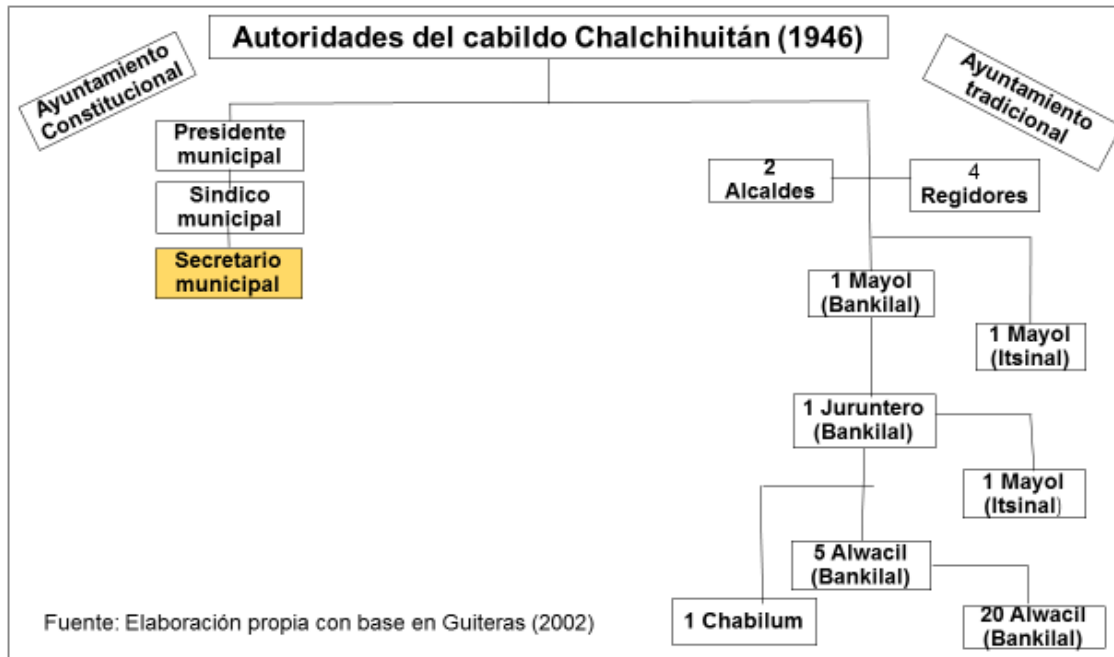 Autoridades del cabildo Chalchihuitán (1946)
Ayuntamiento
Constitucional
Ayuntamiento
tradicional
Presidente
municipal
Sindico
municipal
Secretario
municipal
2
Alcaldes
4
Regidores
1 Mayol
(Bankilal)
1 Mayol
(Itsinal)
1 Juruntero
(Bankilal)
1 Mayol
(Itsinal)
5 Alwacil
(Bankilal)
1 Chabilum
20 Alwacil
(Bankilal)
Fuente: Elaboración propia con base en Guiteras (2002)